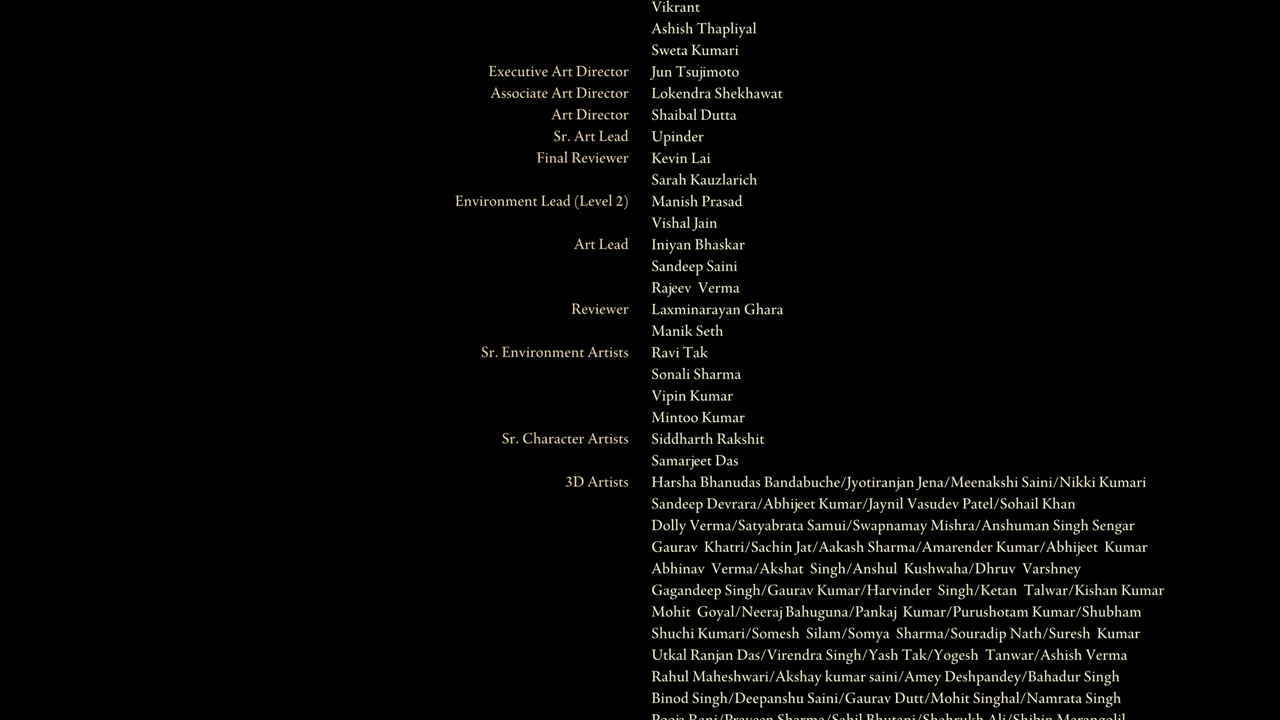 Vikrant
Ashish Thapliyal
Sweta Kumari
Executive Art Director Jun Tsujimoto
Associate Art Director Lokendra Shekhawat
Art Director Shaibal Dutta
Sr. Art Lead Upinder
Final Reviewer Kevin Lai
Sarah Kauzlarich
Environment Lead (Level 2) Manish Prasad
Vishal Jain
Art Lead Iniyan Bhaskar
Sandeep Saini
Rajeev Verma
Reviewer Laxminarayan Ghara
Manik Seth
Sr. Environment Artists Ravi Tak
Sonali Sharma
Vipin Kumar
Mintoo Kumar
Sr. Character Artists Siddharth Rakshit
Samarjeet Das
3D Artists Harsha Bhanudas Bandabuche/Jyotiranjan Jena/Meenakshi Saini/Nikki Kumari
Sandeep Devrara/Abhijeet Kumar/Jaynil Vasudev Patel/Sohail Khan
Dolly Verma/Satyabrata Samui/Swapnamay Mishra/Anshuman Singh Sengar
Gaurav Khatri/Sachin Jat/Aakash Sharma/Amarender Kumar/Abhijeet Kumar
Abhinav Verma/Akshat Singh/Anshul Kushwaha/Dhruv Varshney
Gagandeep Singh/Gaurav Kumar/Harvinder Singh/Ketan Talwar/Kishan Kumar
Mohit Goyal/Neeraj Bahuguna/Pankaj Kumar/Purushotam Kumar/Shubham
Shuchi Kumari/Somesh Silam/Somya Sharma/Souradip Nath/Suresh Kumar
Utkal Ranjan Das/Virendra Singh/Yash Tak/Yogesh Tanwar/Ashish Verma
Rahul Maheshwari/Akshay kumar saini/Amey Deshpandey/Bahadur Singh
Binod Singh/Deepanshu Saini/Gaurav Dutt/Mohit Singhal/Namrata Singh
Pooja Rani/Praveen Sharma/Sahil Bhutani/Shahrukh Ali/Shibin